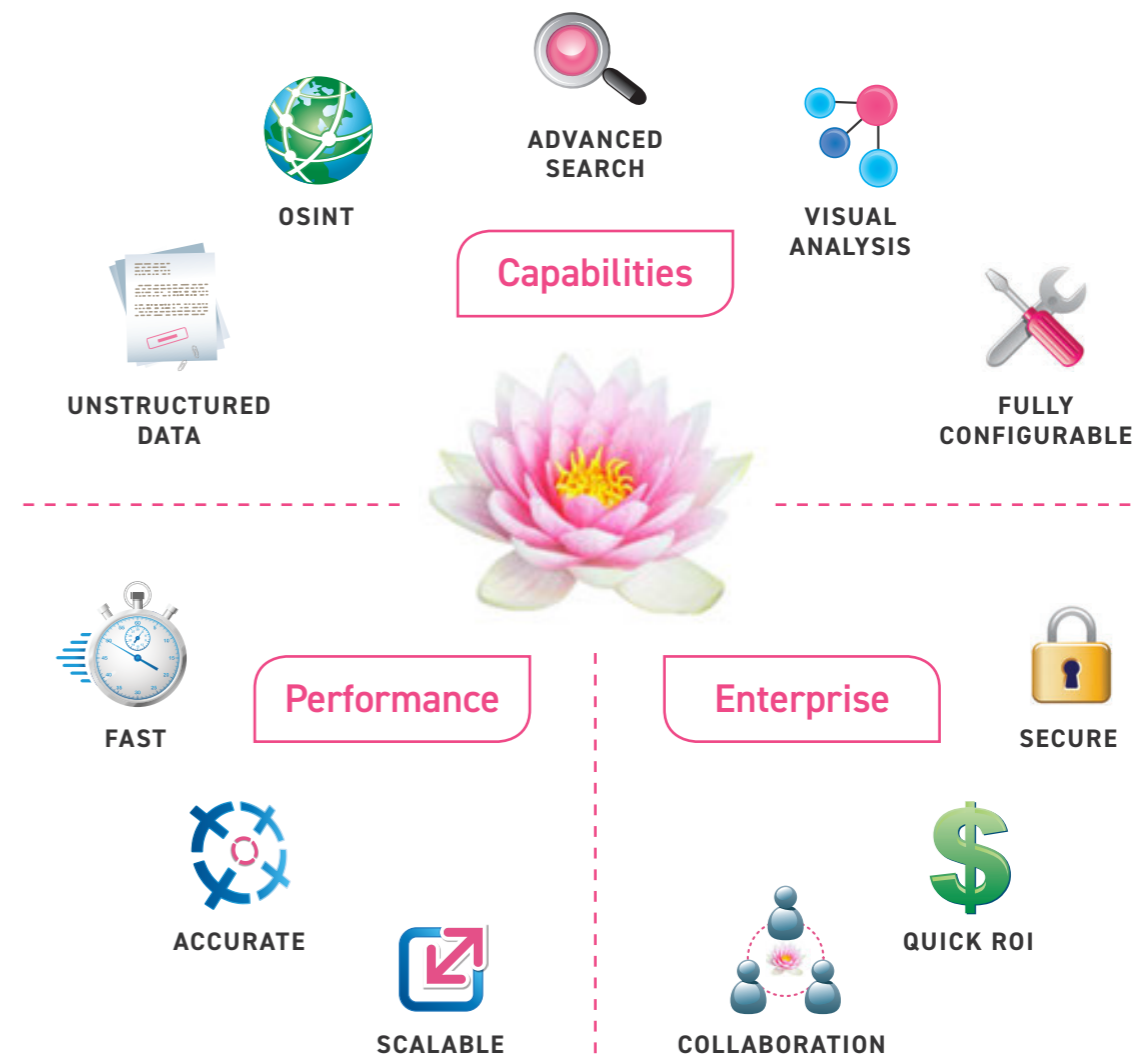 ADVANCED
SEARCH
OSINT
VISUAL
ANALYSIS
Capabilities
UNSTRUCTURED
DATA
FULLY
CONFIGURABLE
Performance
Enterprise
FAST
SECURE
ACCURATE
QUICK ROI
SCALABLE
COLLABORATION